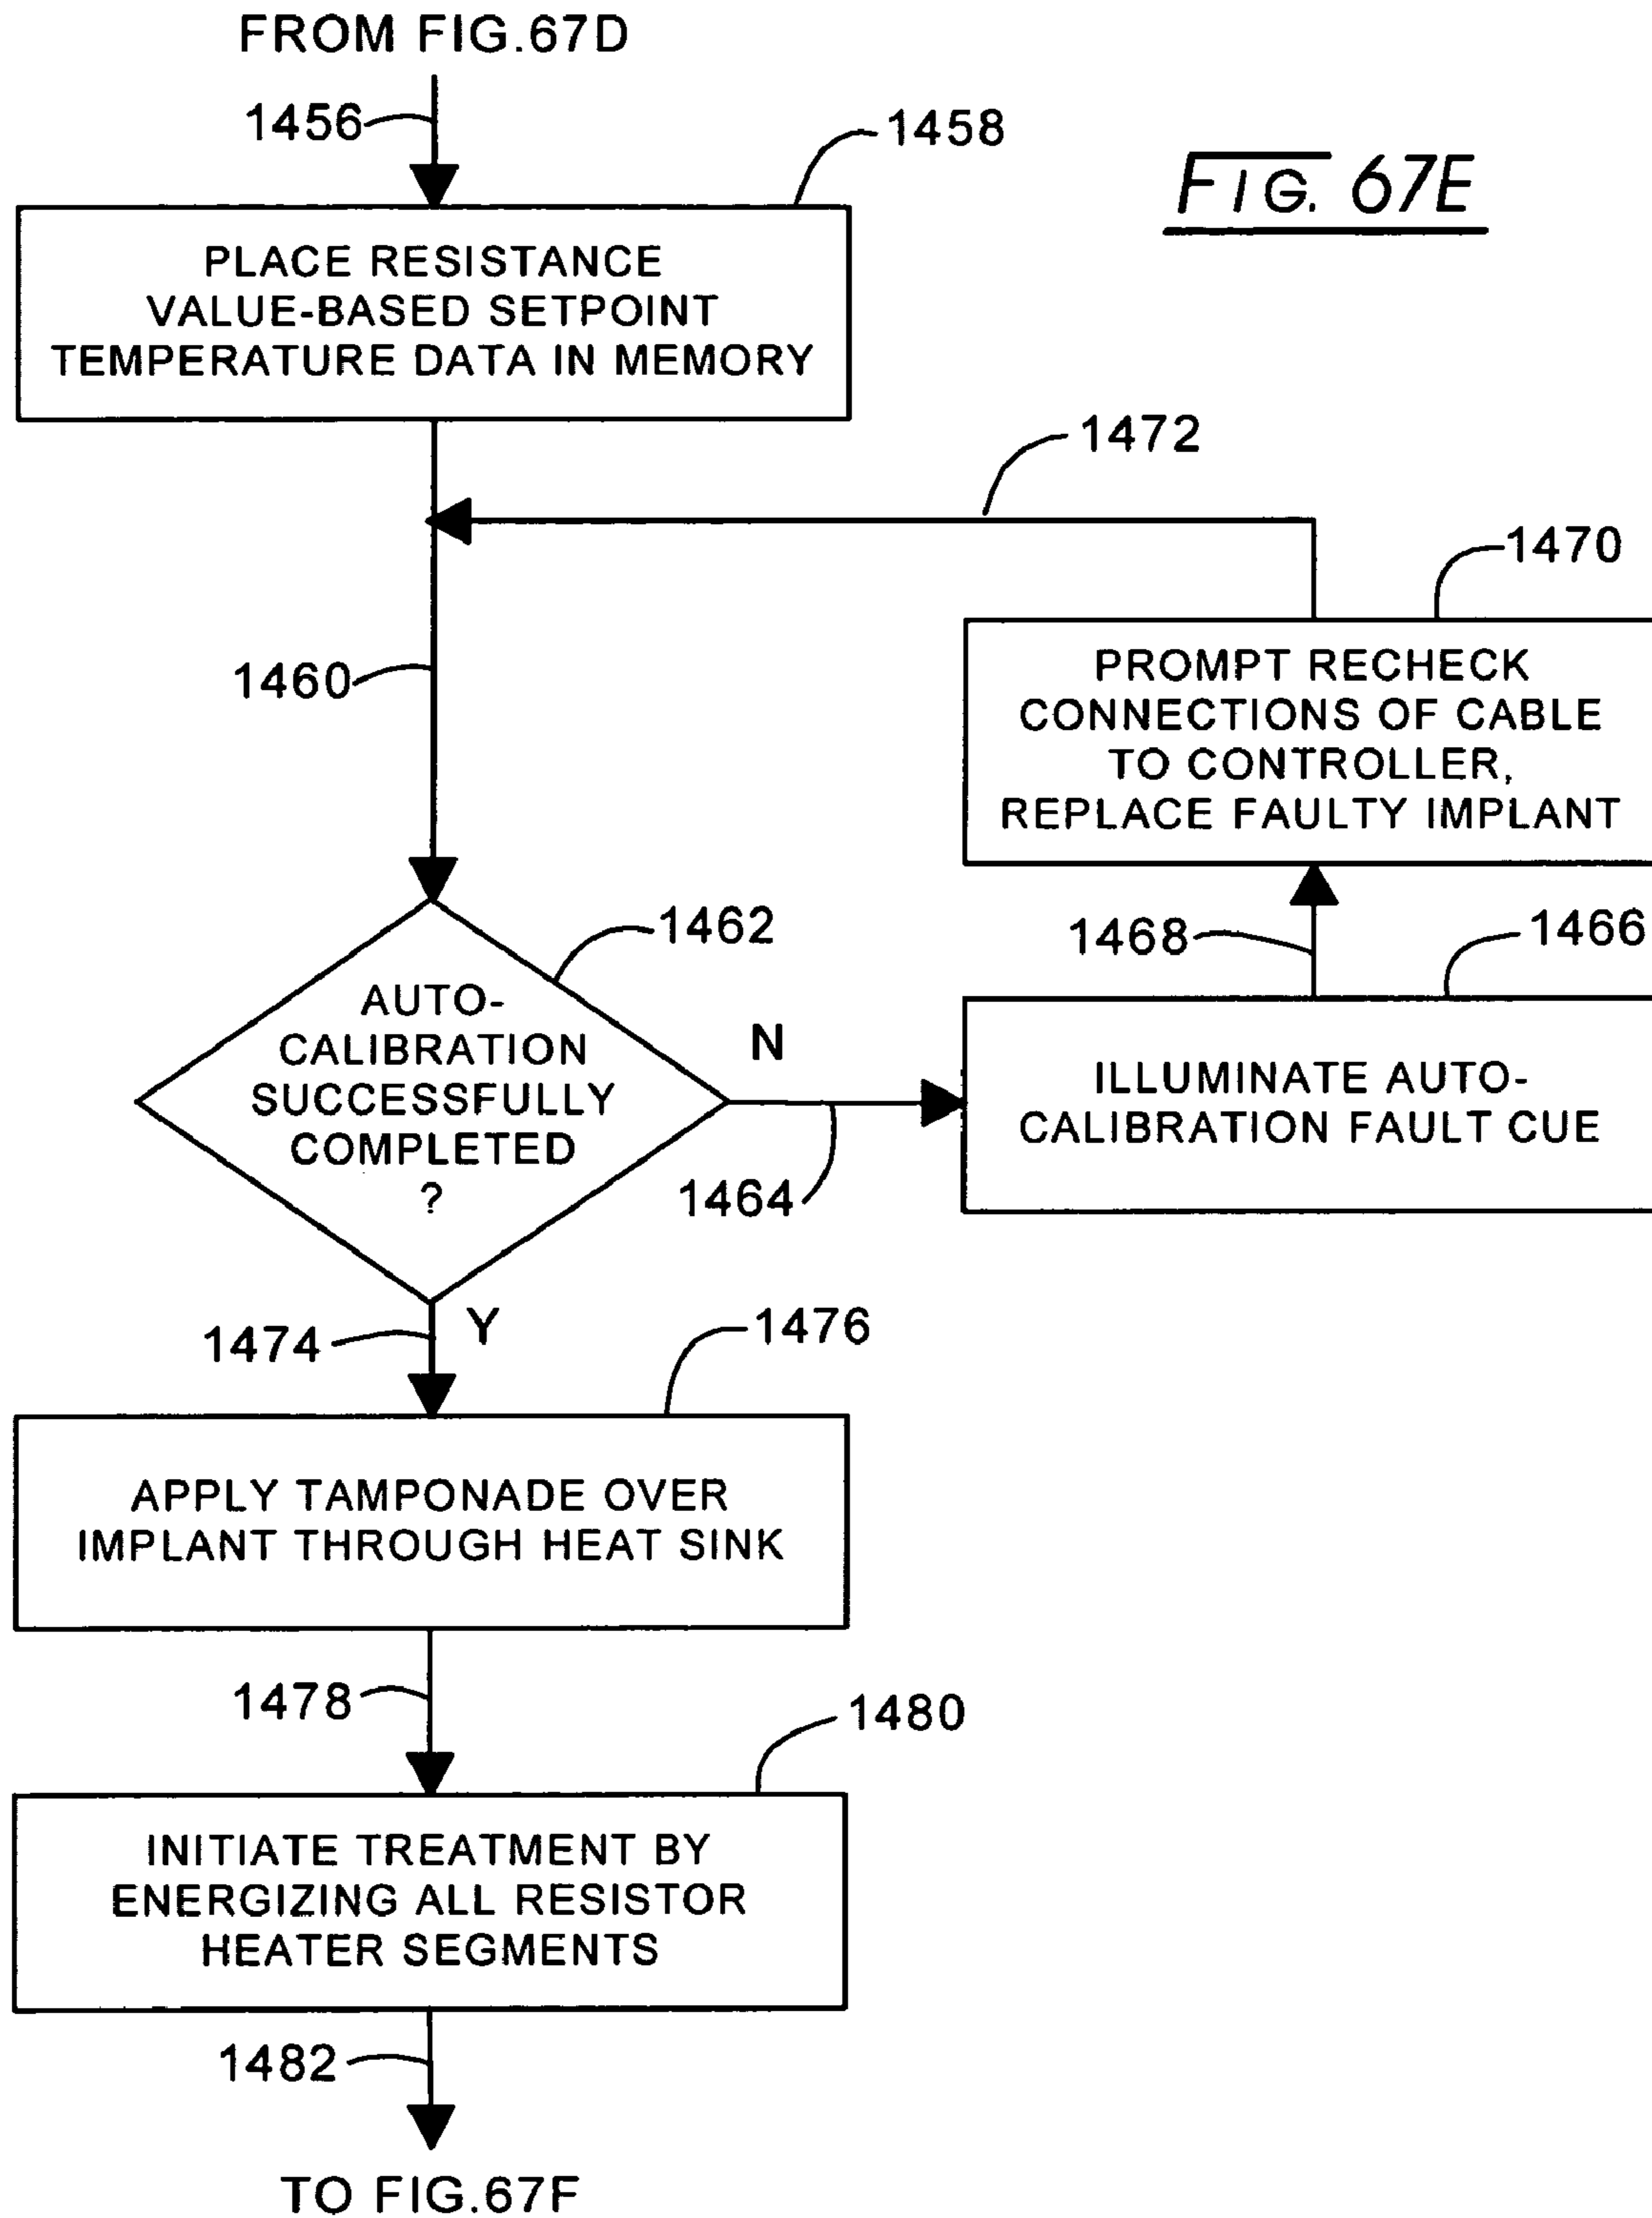 FROM FIG.67D
1456
1458
FIG. 67E
PLACE RESISTANCE
VALUE-BASED SETPOINT
TEMPERATURE DATA IN MEMORY
1472
1470
1460
PROMPT RECHECK
CONNECTIONS OF CABLE
TO CONTROLLER,
REPLACE FAULTY IMPLANT
1462
1468
1466
AUTO-
CALIBRATION
SUCCESSFULLY
COMPLETED
?
N
1464
ILLUMINATE AUTO-
CALIBRATION FAULT CUE
1474
Y
1476
APPLY TAMPONADE OVER
IMPLANT THROUGH HEAT SINK
1478
1480
INITIATE TREATMENT BY
ENERGIZING ALL RESISTOR
HEATER SEGMENTS
1482
TO FIG.67F